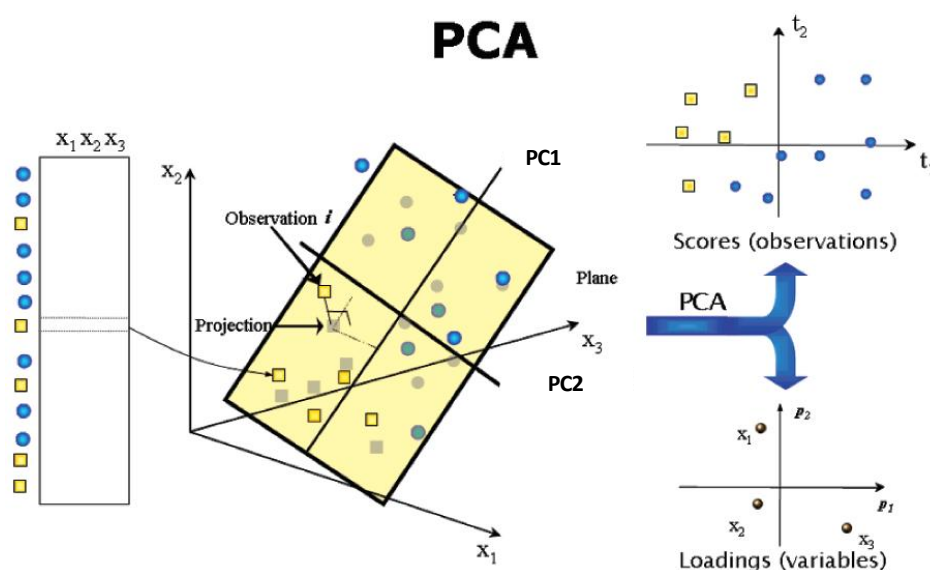 PCA
x1 x2 x3
x2
PC1
Observation i
Plane
Projection
x3
PC2
x1
t2
t
Scores (observations)
PCA
p2
x1
p1
x2
x3
Loadings (variables)